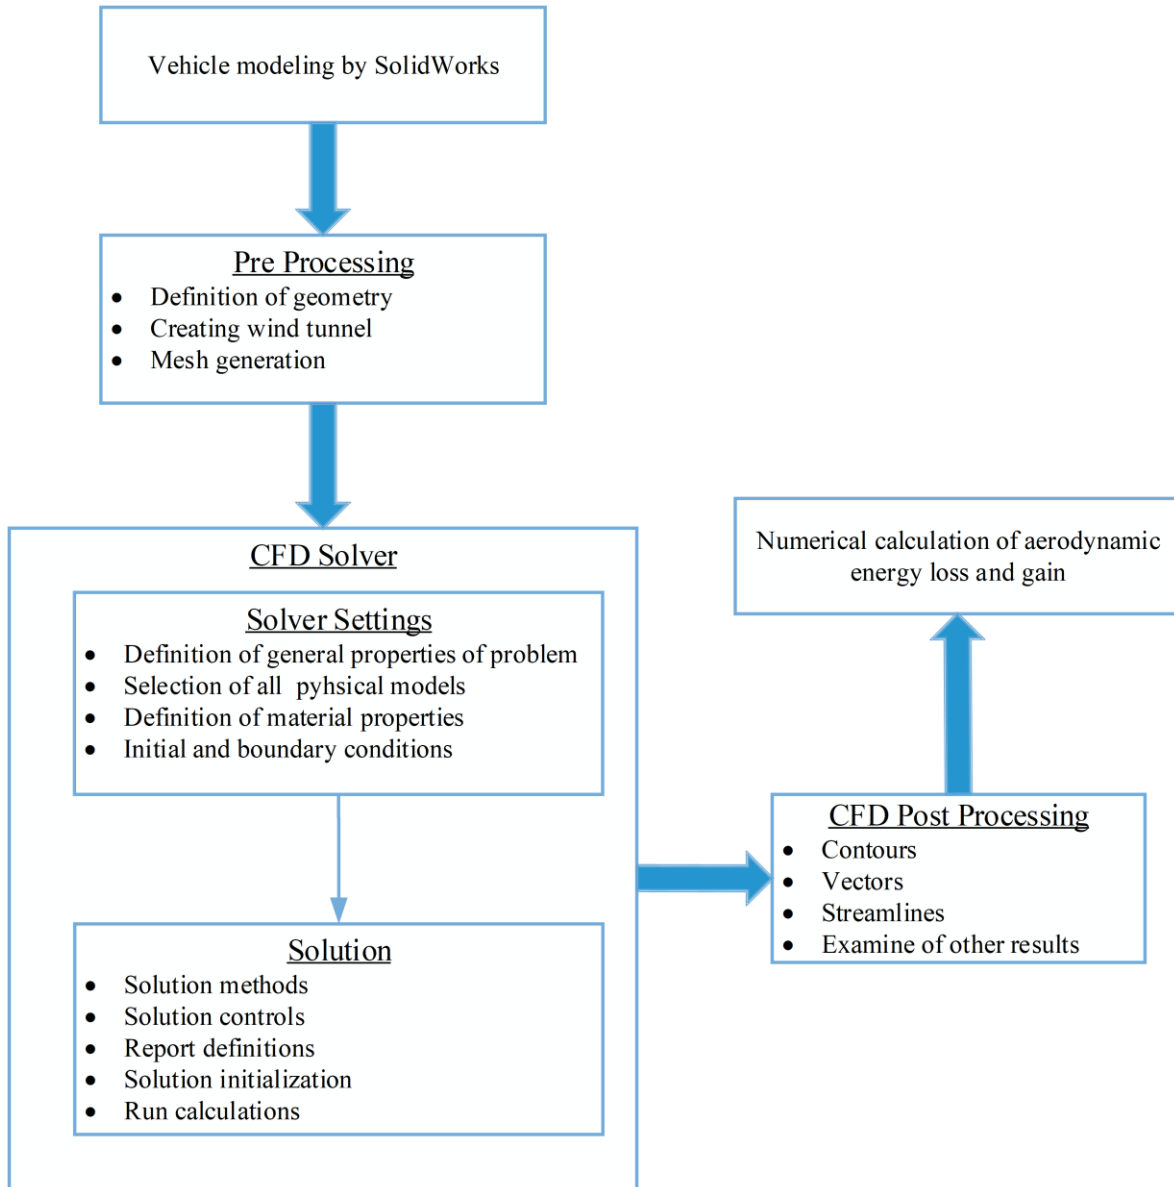 Vehicle modeling by SolidWorks
Pre Processing
• Definition of geometry
• Creating wind tunnel
• Mesh generation
CFD Solver
Solver Settings
• Definition of general properties of problem
• Selection of all pyhsical models
• Definition of material properties
• Initial and boundary conditions
Solution
• Solution methods
• Solution controls
• Report definitions
• Solution initialization
• Run calculations
CFD Post Processing
• Contours
• Vectors
• Streamlines
• Examine of other results
Numerical calculation of aerodynamic
energy loss and gain